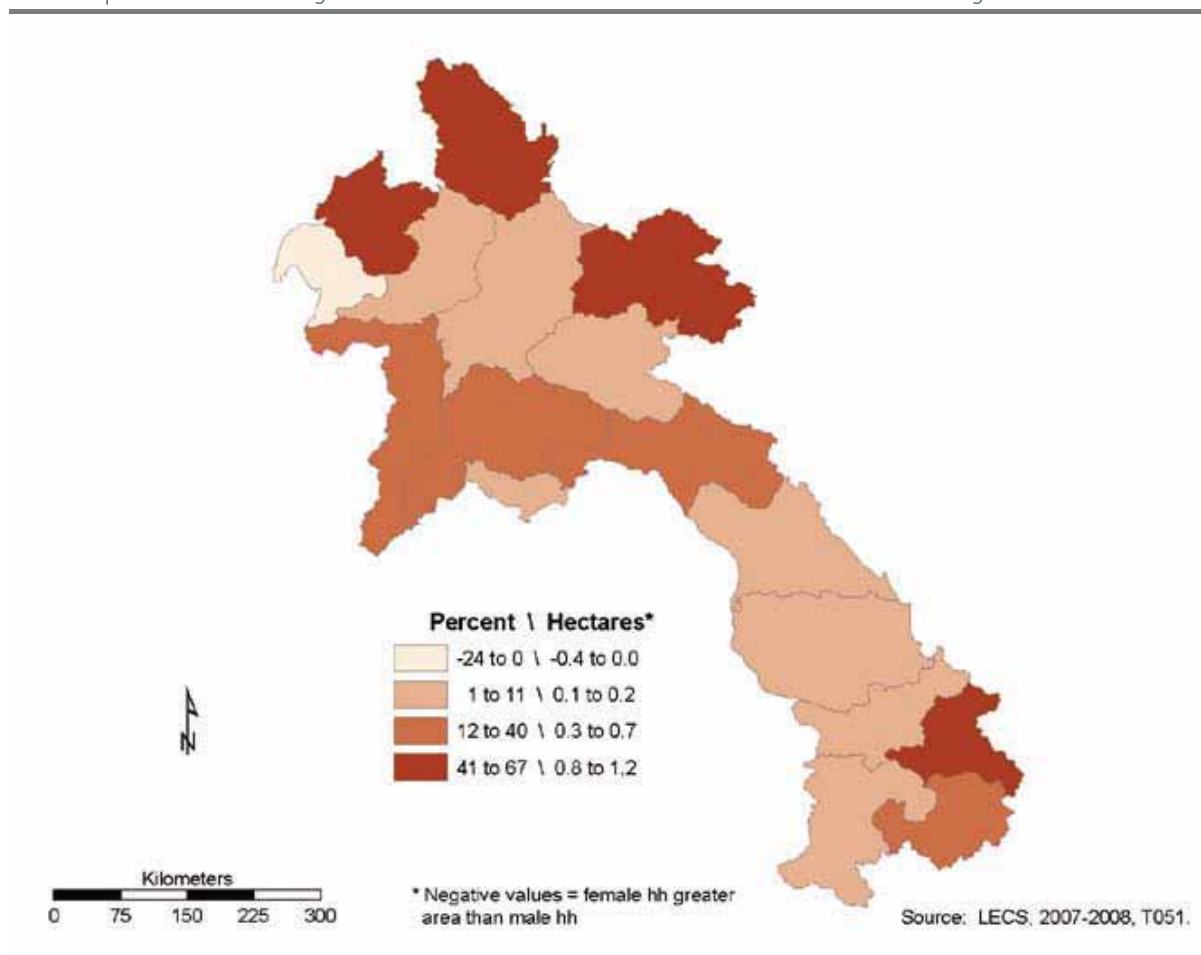 Percent \ Hectares*
-24 to 0 \ -0.4 to 0.0
1 to 11 \ 0.1 to 0.2
12 to 40 \ 0.3 to 0.7
41 to 67 \ 0.8 to 1.2
N
Kilometers
0 75 150 225 300
* Negative values = female hh greater
area than male hh
Source: LECS, 2007-2008, T051.